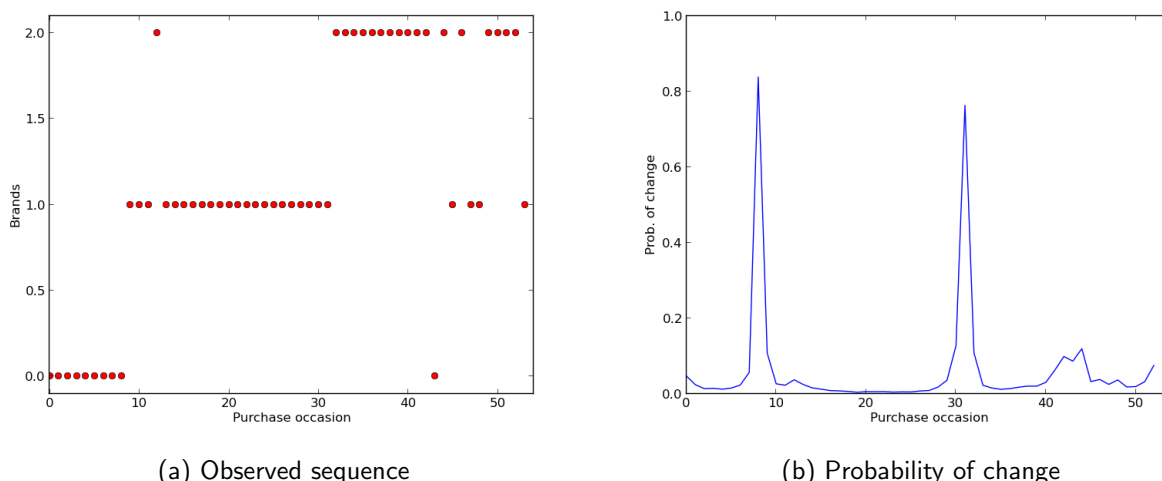 2.0
1.5
1.0
0.5
0.0
Brands
0 10 20 30 40 50
Purchase occasion
(a) Observed sequence
1.0
0.8
0.6
0.4
0.2
0.0
Prob. of change
0 10 20 30 40 50
Purchase occasion
(b) Probability of change